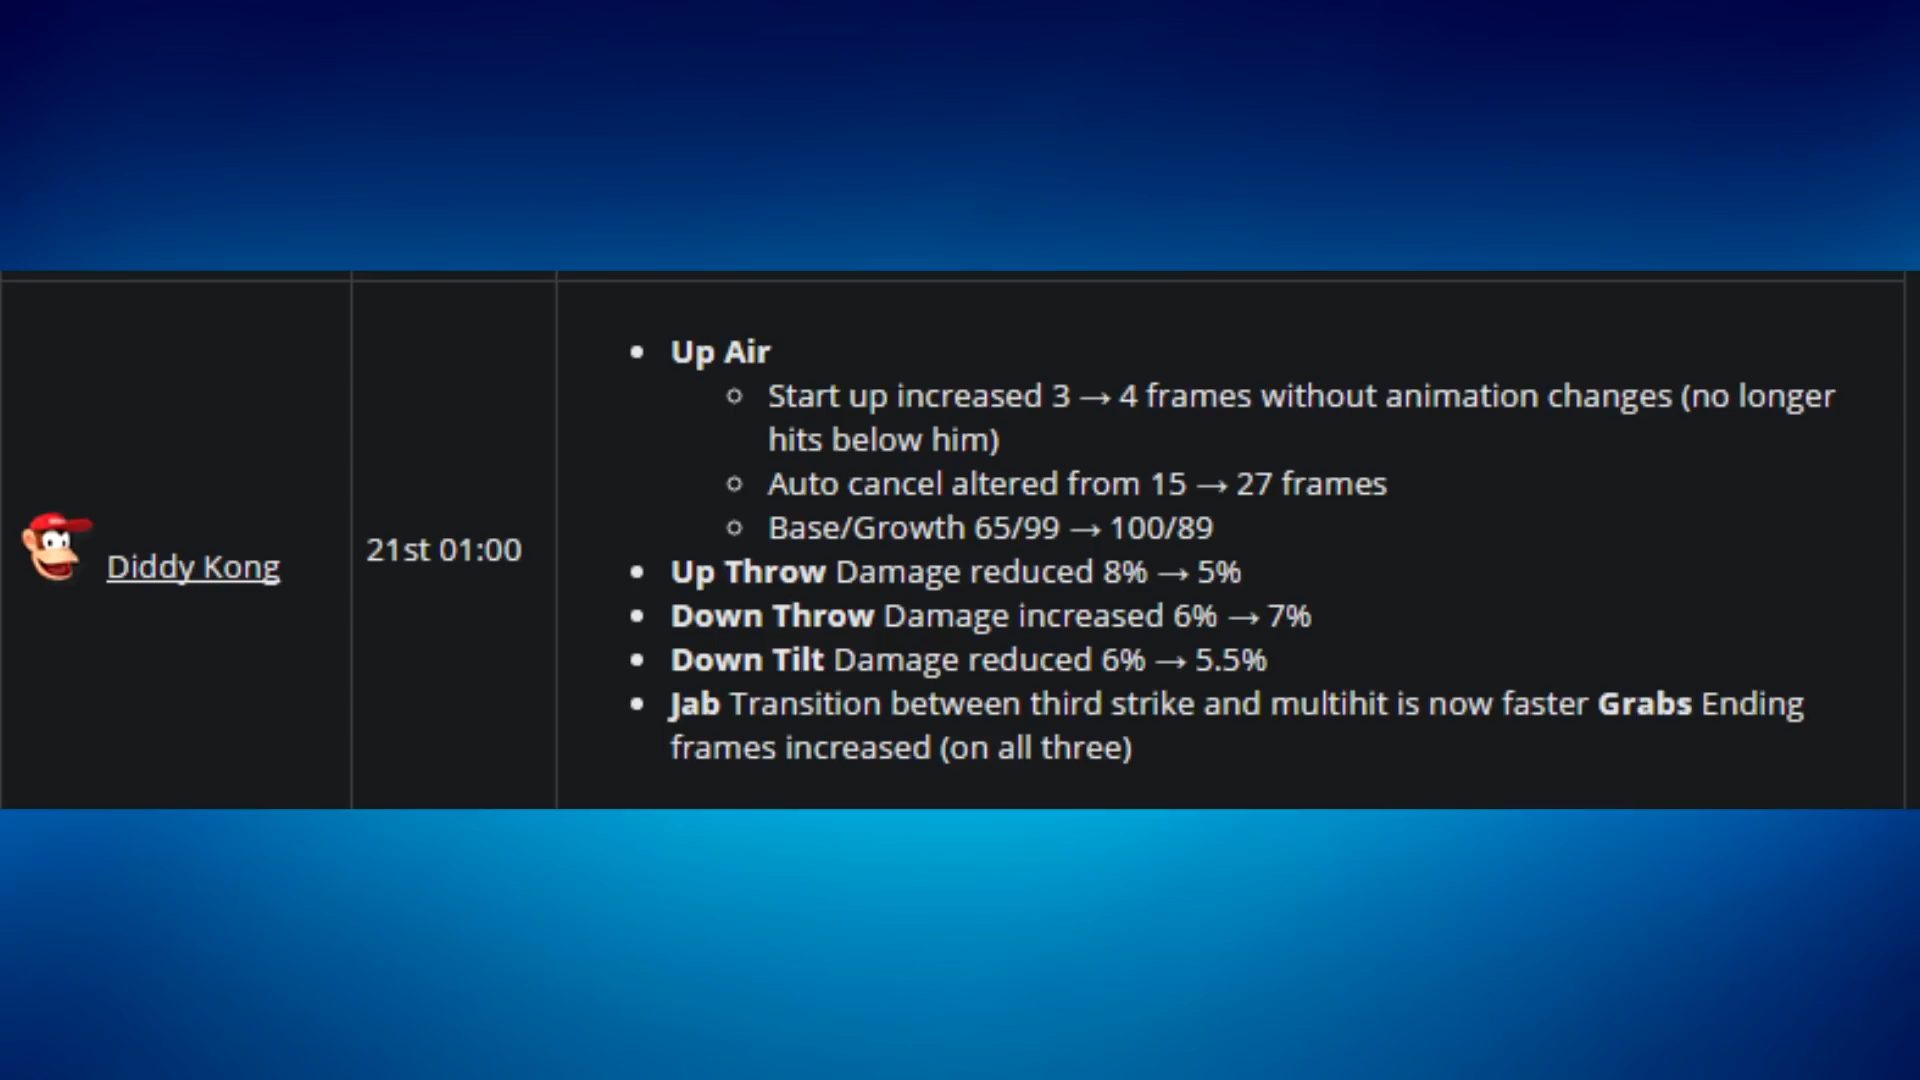 Diddy Kong
21st 01:00
• Up Air
○ Start up increased 3 → 4 frames without animation changes (no longer
hits below him)
○ Auto cancel altered from 15 → 27 frames
○ Base/Growth 65/99 → 100/89
• Up Throw Damage reduced 8% → 5%
• Down Throw Damage increased 6% → 7%
• Down Tilt Damage reduced 6% → 5.5%
• Jab Transition between third strike and multihit is now faster Grabs Ending
frames increased (on all three)